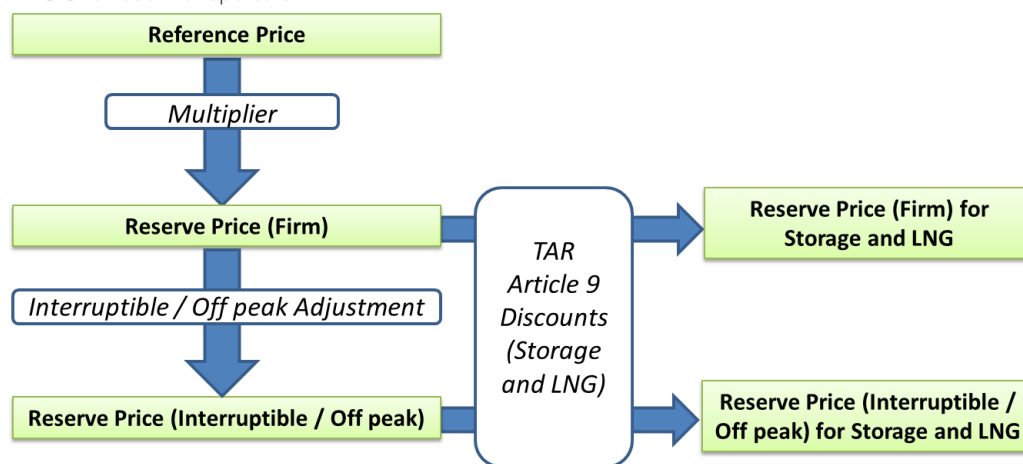 Reference Price
Multiplier
Reserve Price (Firm)
Interruptible / Off peak Adjustment
Reserve Price (Interruptible / Off peak)
TAR
Article 9
Discounts
(Storage
and LNG)
Reserve Price (Firm) for
Storage and LNG
Reserve Price (Interruptible /
Off peak) for Storage and LNG